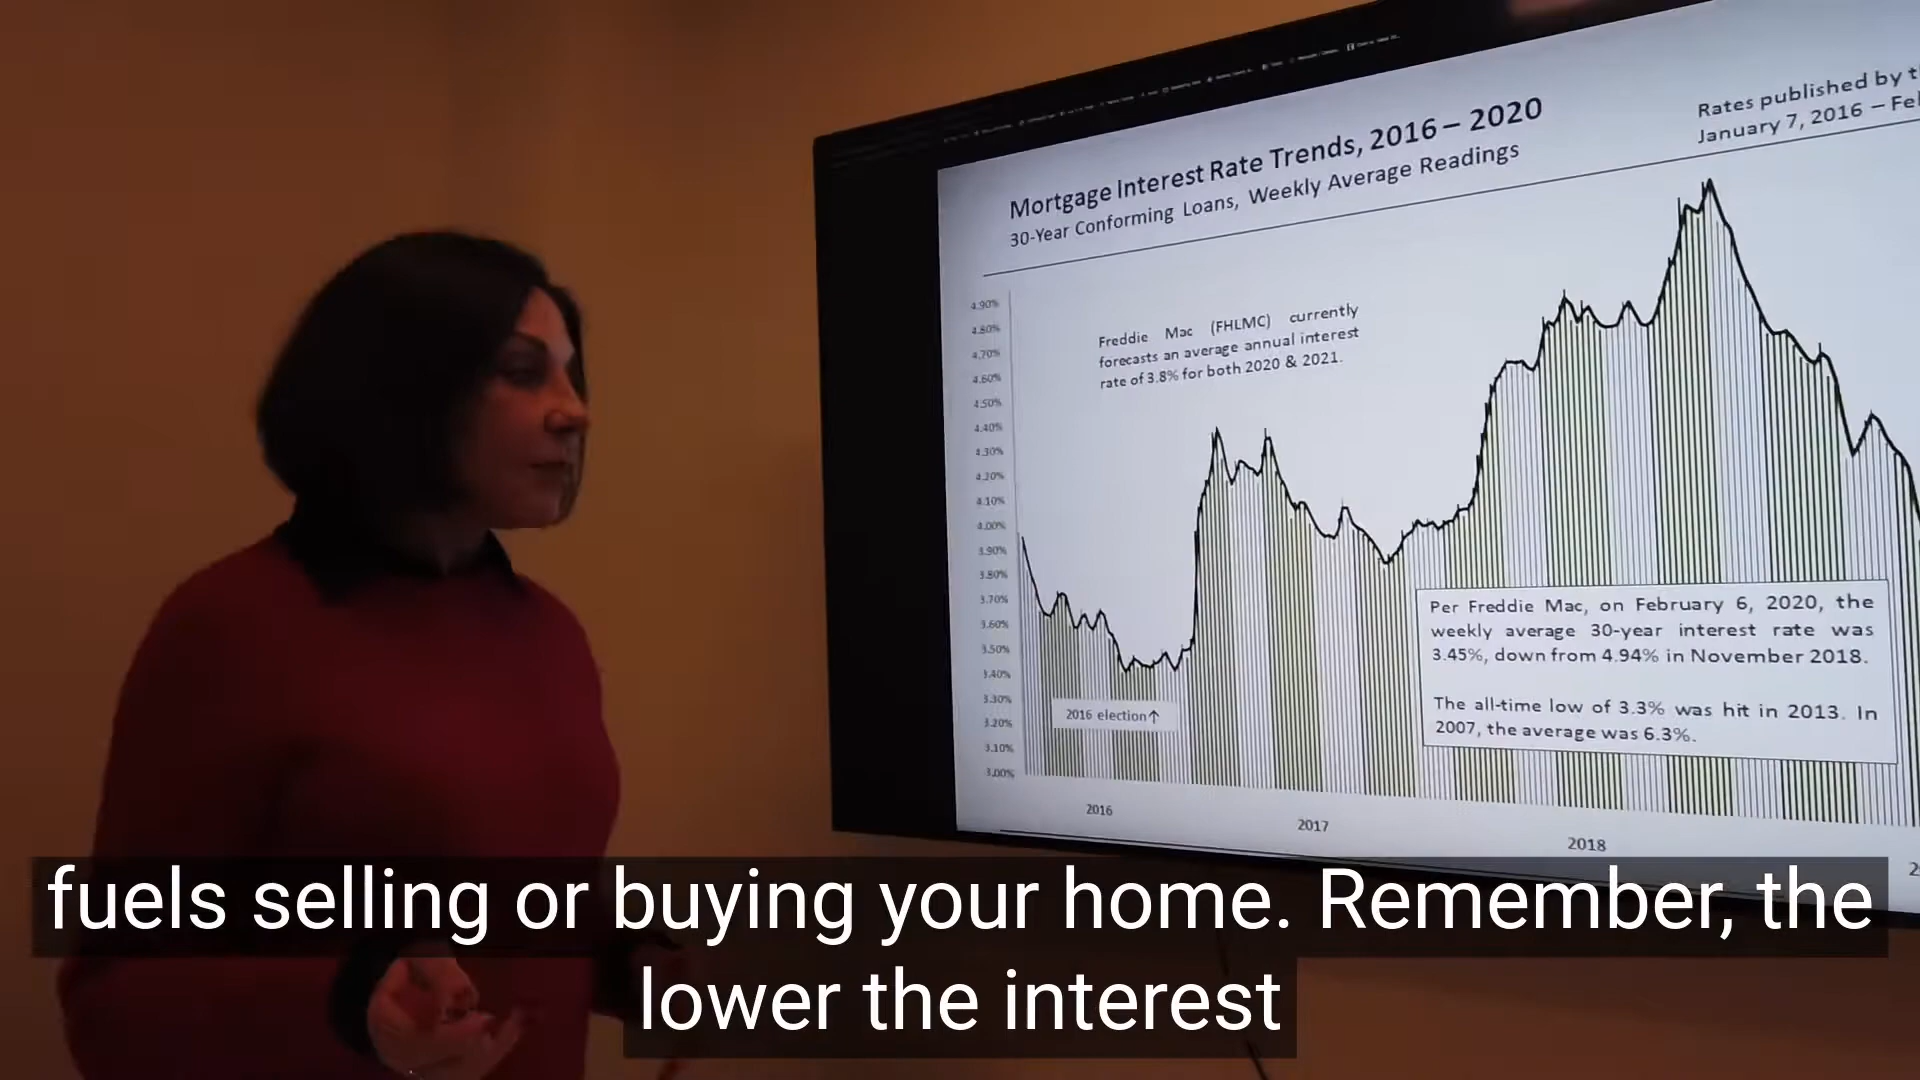 Mortgage Interest Rate Trends, 2016 – 2020
30-Year Conforming Loans, Weekly Average Readings
Rates published by t
January 7, 2016 – Fe
4.90%
4.80%
4.70%
4.60%
4.50%
4.40%
4.30%
4.20%
4.10%
4.00%
3.90%
3.80%
3.70%
3.60%
3.50%
3.40%
3.30%
3.20%
3.10%
3.00%
Freddie Mac (FHLMC) currently
forecasts an average annual interest
rate of 3.8% for both 2020 & 2021.
2016 election↑
Per Freddie Mac, on February 6, 2020, the
weekly average 30-year interest rate was
3.45%, down from 4.94% in November 2018.
The all-time low of 3.3% was hit in 2013. In
2007, the average was 6.3%.
2016
2017
2018
fuels selling or buying your home. Remember, the
lower the interest